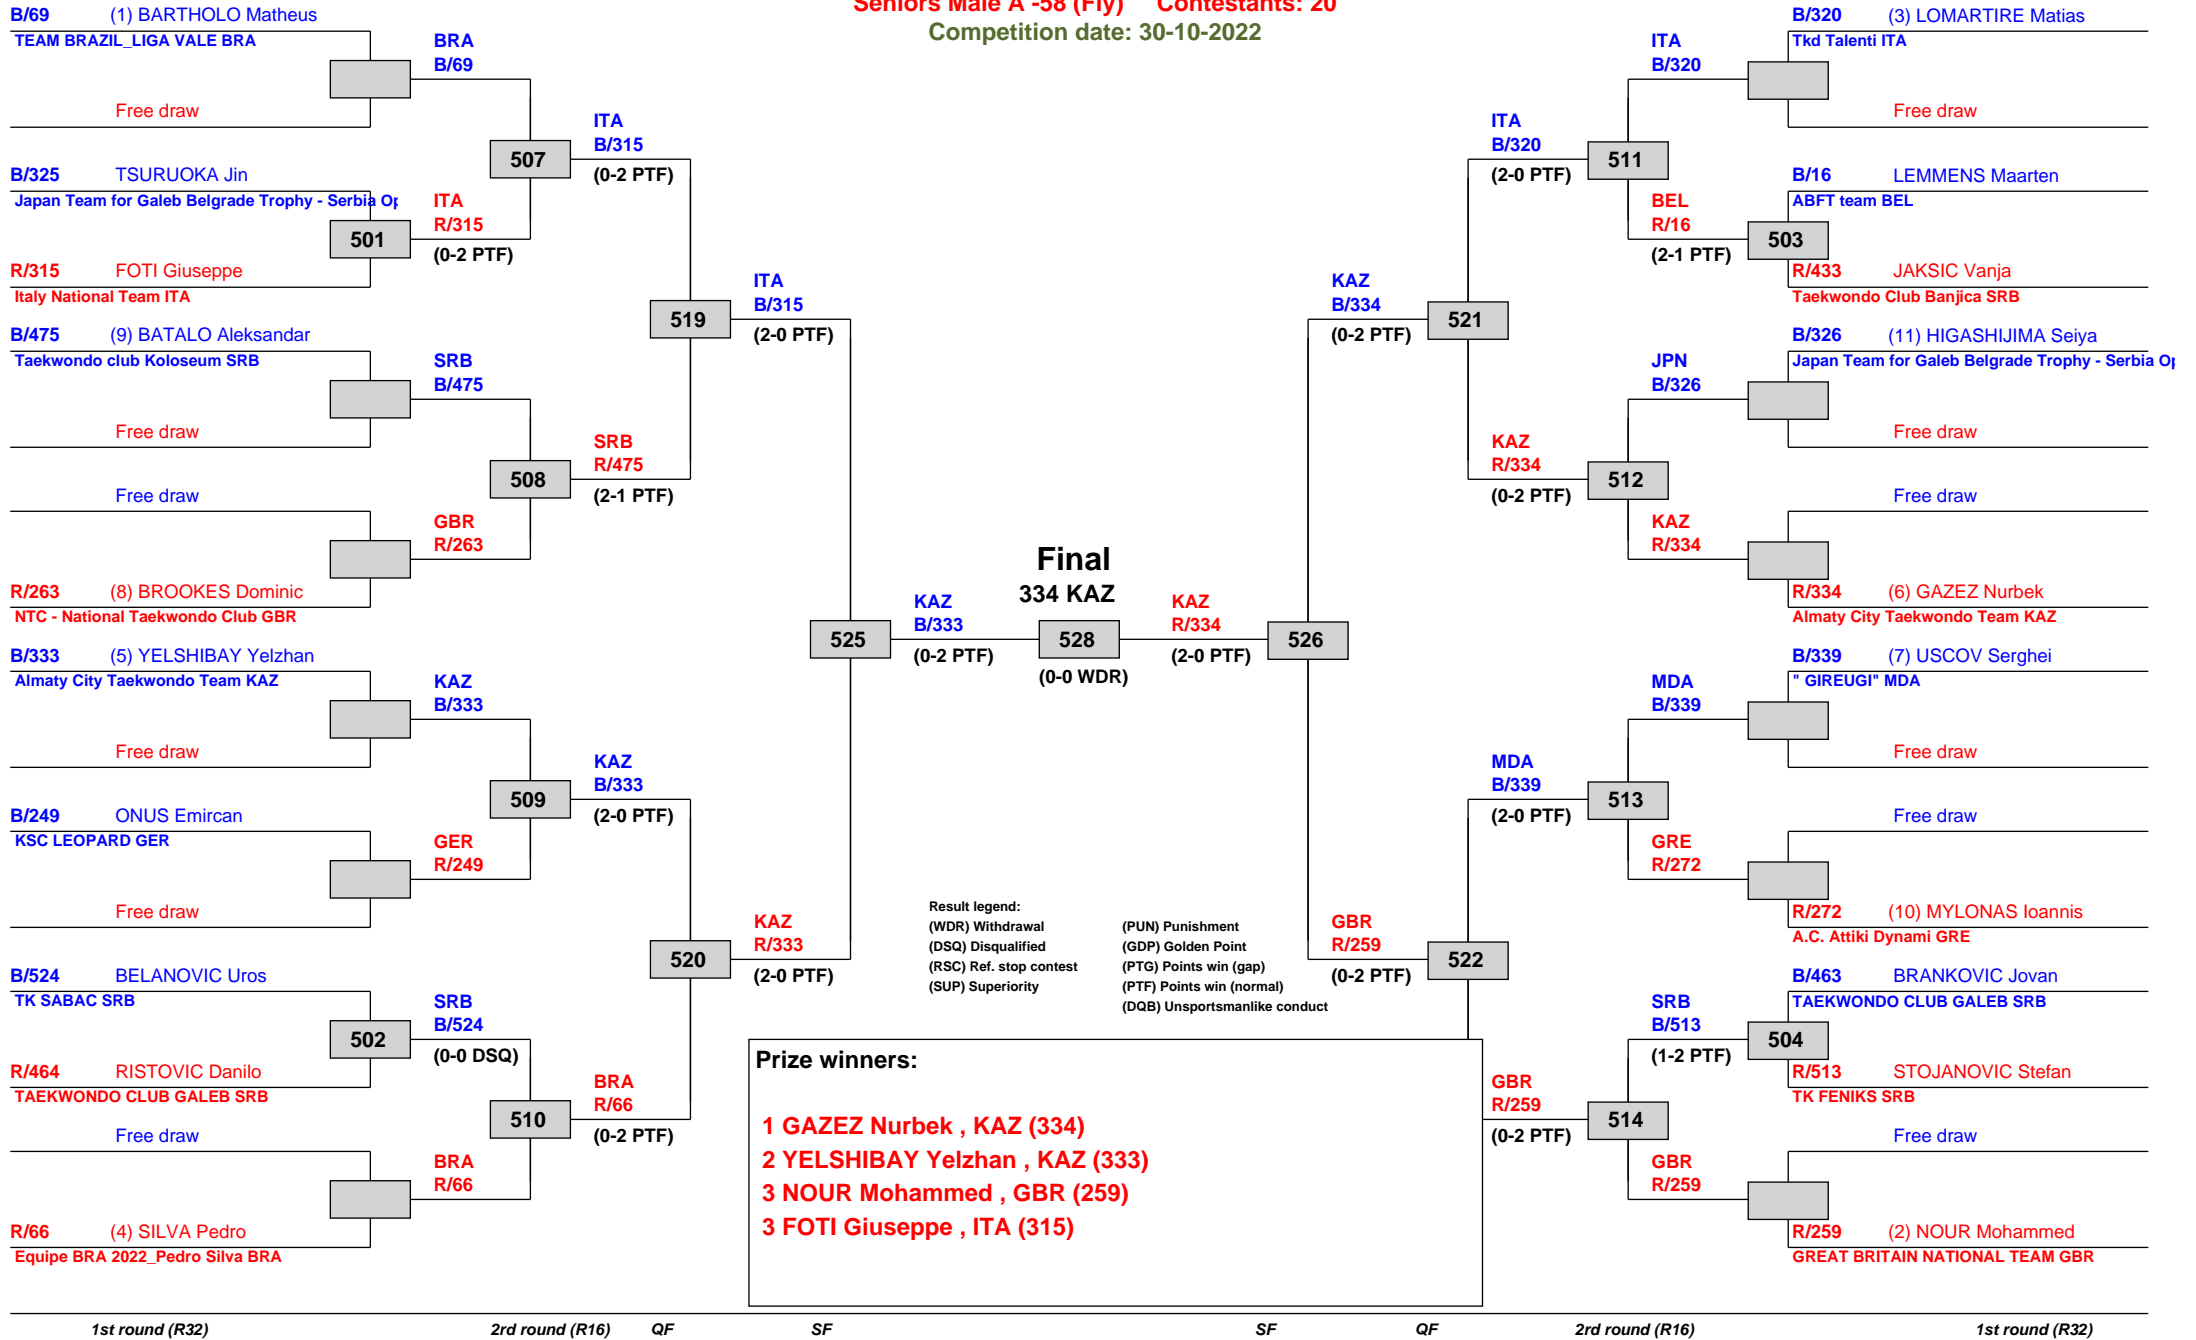 Seniors Male A -58 (Fly) Contestants: 20
Competition date: 30-10-2022
B/69 (1) BARTHOLO Matheus
TEAM BRAZIL_LIGA VALE BRA
Free draw
BRA
B/69
B/325 TSURUOKA Jin
Japan Team for Galeb Belgrade Trophy - Serbia Op
501
R/315 FOTI Giuseppe
Italy National Team ITA
ITA
R/315
(0-2 PTF)
507
ITA
B/315
(0-2 PTF)
B/475 (9) BATALO Aleksandar
Taekwondo club Koloseum SRB
Free draw
SRB
B/475
Free draw
R/263 (8) BROOKES Dominic
NTC - National Taekwondo Club GBR
GBR
R/263
508
SRB
R/475
(2-1 PTF)
519
ITA
B/315
(2-0 PTF)
B/333 (5) YELSHIBAY Yelzhan
Almaty City Taekwondo Team KAZ
Free draw
KAZ
B/333
B/249 ONUS Emircan
KSC LEOPARD GER
Free draw
GER
R/249
509
KAZ
B/333
(2-0 PTF)
B/524 BELANOVIC Uros
TK SABAC SRB
502
R/464 RISTOVIC Danilo
TAEKWONDO CLUB GALEB SRB
SRB
B/524
(0-0 DSQ)
Free draw
R/66 (4) SILVA Pedro
Equipe BRA 2022_Pedro Silva BRA
BRA
R/66
510
BRA
R/66
(0-2 PTF)
520
KAZ
R/333
(2-0 PTF)
525
KAZ
B/333
(0-2 PTF)
Final
334 KAZ
528
(0-0 WDR)
KAZ
R/334
(2-0 PTF)
526
KAZ
B/334
(0-2 PTF)
521
ITA
B/320
(2-0 PTF)
511
ITA
B/320
B/320 (3) LOMARTIRE Matias
Tkd Talenti ITA
Free draw
BEL
R/16
(2-1 PTF)
503
B/16 LEMMENS Maarten
ABFT team BEL
R/433 JAKSIC Vanja
Taekwondo Club Banjica SRB
KAZ
R/334
(0-2 PTF)
512
JPN
B/326
B/326 (11) HIGASHIJIMA Seiya
Japan Team for Galeb Belgrade Trophy - Serbia Op
Free draw
KAZ
R/334
Free draw
R/334 (6) GAZEZ Nurbek
Almaty City Taekwondo Team KAZ
GBR
R/259
(0-2 PTF)
522
MDA
B/339
(2-0 PTF)
513
MDA
B/339
B/339 (7) USCOV Serghei
" GIREUGI" MDA
Free draw
GRE
R/272
Free draw
R/272 (10) MYLONAS Ioannis
A.C. Attiki Dynami GRE
GBR
R/259
(0-2 PTF)
514
SRB
B/513
(1-2 PTF)
504
B/463 BRANKOVIC Jovan
TAEKWONDO CLUB GALEB SRB
R/513 STOJANOVIC Stefan
TK FENIKS SRB
GBR
R/259
Free draw
R/259 (2) NOUR Mohammed
GREAT BRITAIN NATIONAL TEAM GBR
Result legend:
(WDR) Withdrawal (PUN) Punishment
(DSQ) Disqualified (GDP) Golden Point
(RSC) Ref. stop contest (PTG) Points win (gap)
(SUP) Superiority (PTF) Points win (normal)
(DQB) Unsportsmanlike conduct
Prize winners:
1 GAZEZ Nurbek , KAZ (334)
2 YELSHIBAY Yelzhan , KAZ (333)
3 NOUR Mohammed , GBR (259)
3 FOTI Giuseppe , ITA (315)
1st round (R32) 2rd round (R16) QF SF SF QF 2rd round (R16) 1st round (R32)